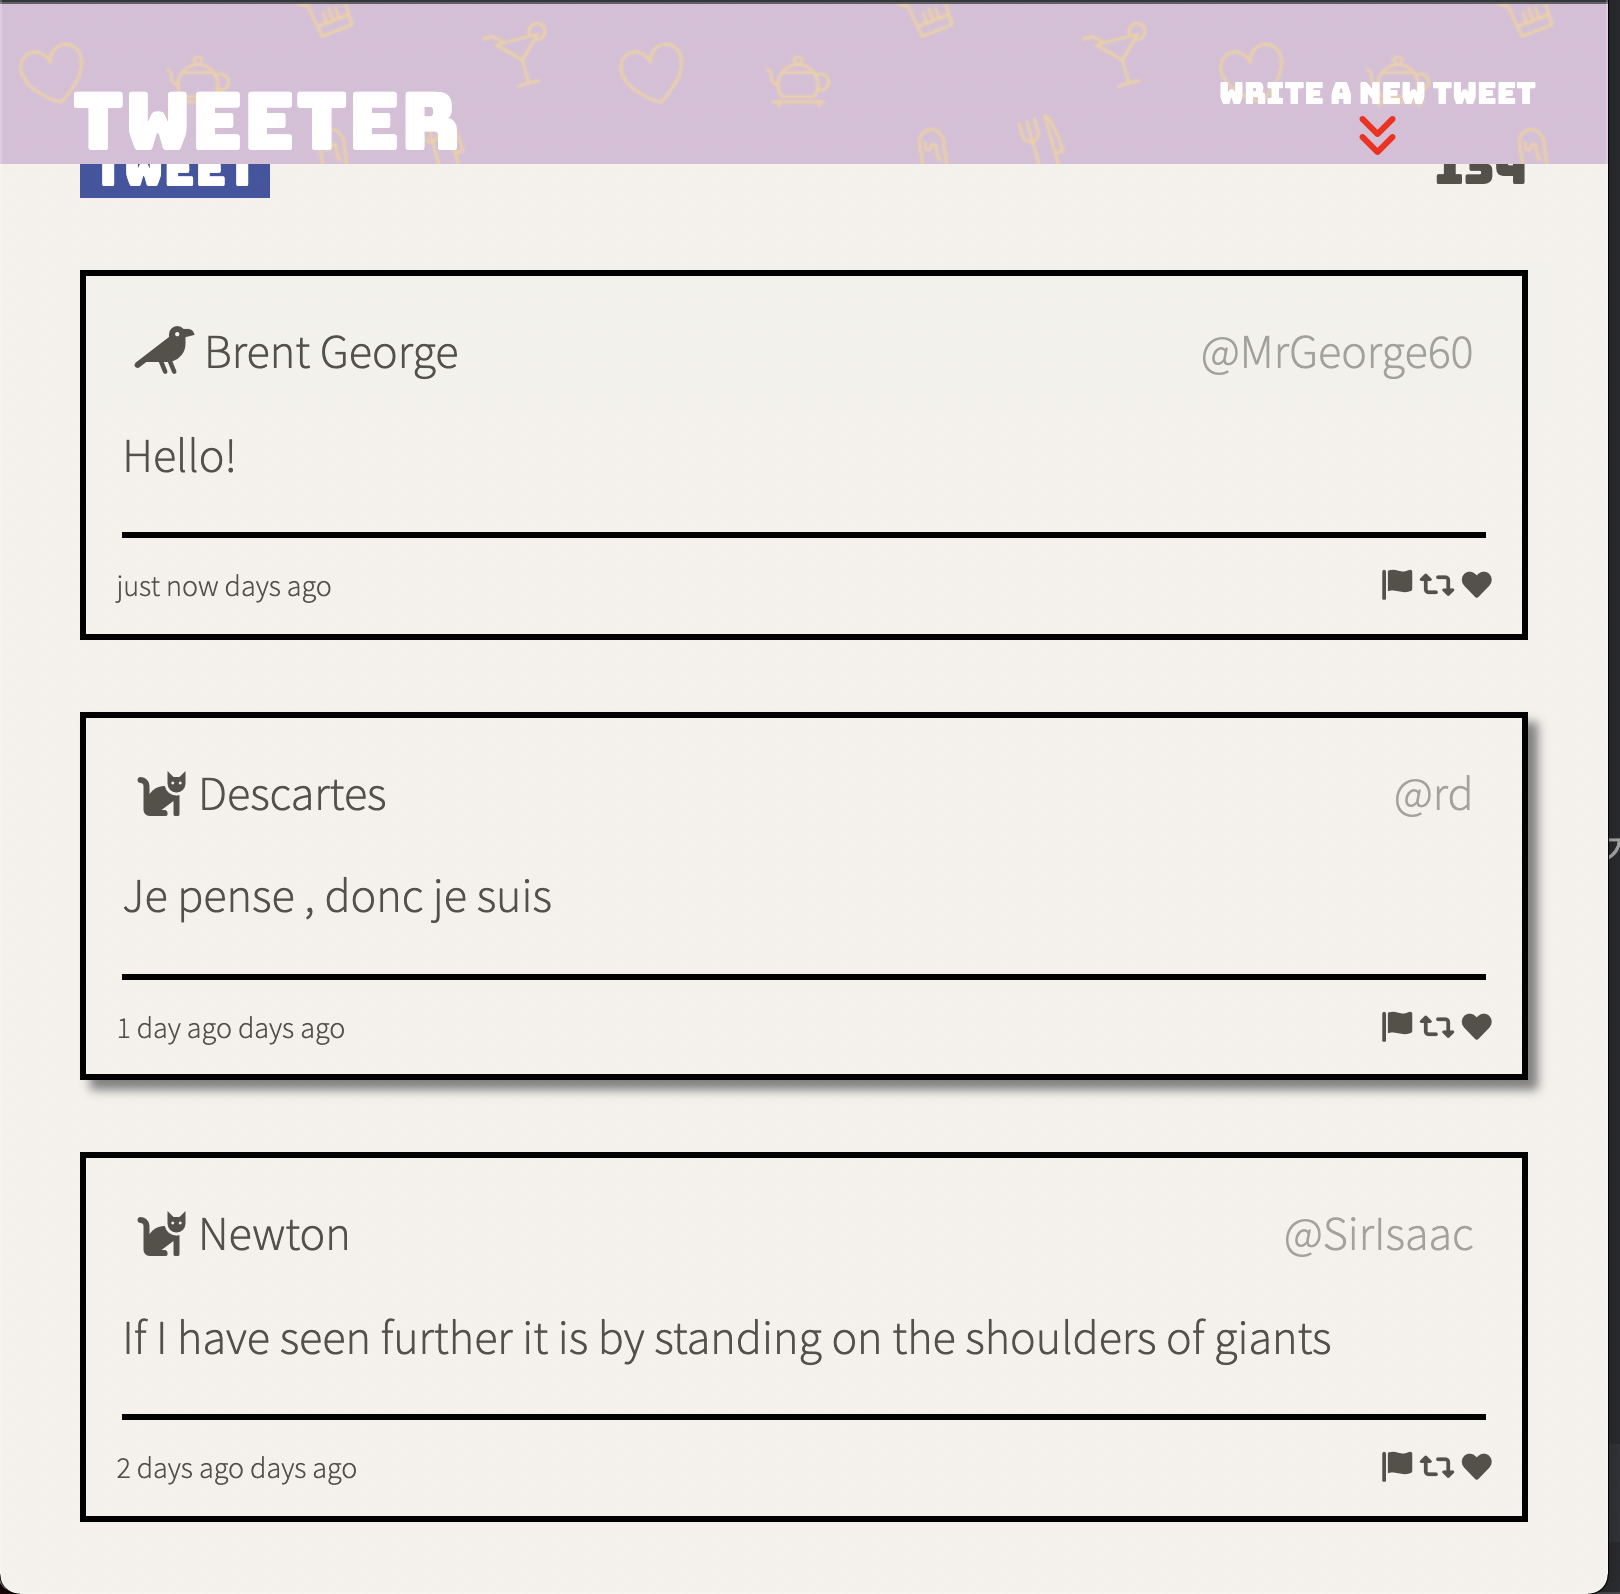 TWEETER
WRITE A NEW TWEET
TWEET
134
Brent George
@MrGeorge60
Hello!
just now days ago
Descartes
@rd
Je pense , donc je suis
1 day ago days ago
Newton
@SirIsaac
If I have seen further it is by standing on the shoulders of giants
2 days ago days ago